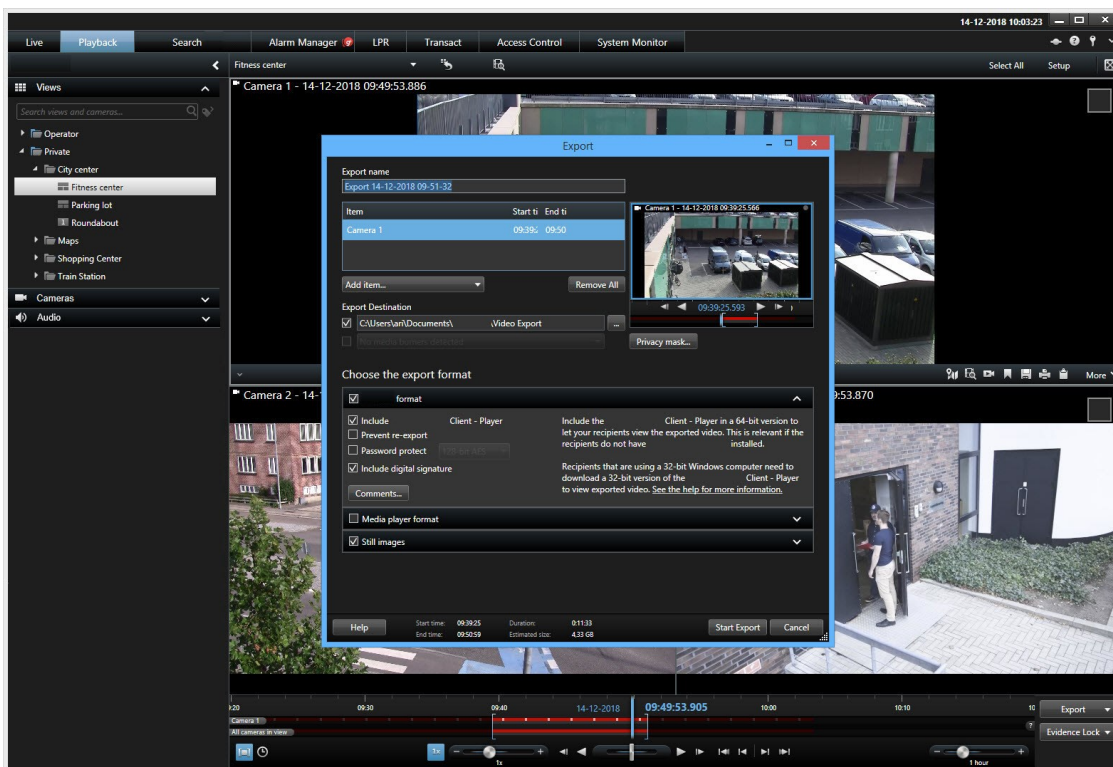 14-12-2018 10:03:23
Live Playback Search Alarm Manager LPR Transact Access Control System Monitor
Fitness center
Select All Setup
Views
Search views and cameras...
Operator
Private
City center
Fitness center
Parking lot
Roundabout
Maps
Shopping Center
Train Station
Cameras
Audio
Camera 1 - 14-12-2018 09:49:53.886
Export
Export name
Export 14-12-2018 09-51-32
Item Start ti End ti
Camera 1 09:39: 09:50
Add item... Remove All
Camera 1 - 14-12-2018 09:39:25.566
09:39:25.593
Export Destination
C:\Users\ari\Documents\ .\Video Export ...
No media burners detected
Privacy mask...
Choose the export format
format
Include Client - Player
Prevent re-export
Password protect
Include digital signature
Comments...
Include the Client - Player in a 64-bit version to
let your recipients view the exported video. This is relevant if the
recipients do not have installed.
Recipients that are using a 32-bit Windows computer need to
download a 32-bit version of the Client - Player
to view exported video. See the help for more information.
Media player format
Still images
Help
Start time: 09:39:25 Duration: 0:11:33
End time: 09:50:59 Estimated size: 4,33 GB
Start Export Cancel
More
Camera 2 - 14-
9:53.870
09:30 09:40 14-12-2018 09:49:53.905 10:00 10:10
Camera 1
All cameras in view
Export
Evidence Lock
1x
1x
1 hour